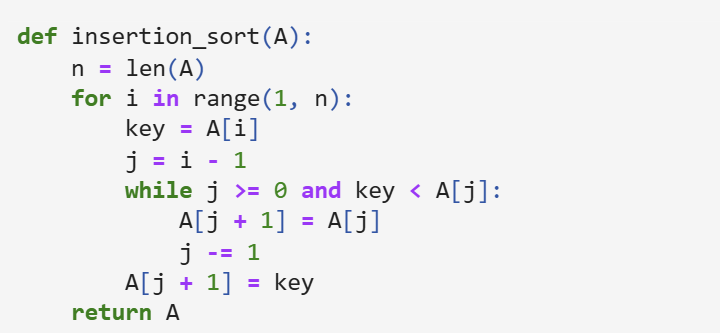 def insertion_sort(A):
    n = len(A)
    for i in range(1, n):
        key = A[i]
        j = i - 1
        while j >= 0 and key < A[j]:
            A[j + 1] = A[j]
            j -= 1
        A[j + 1] = key
    return A